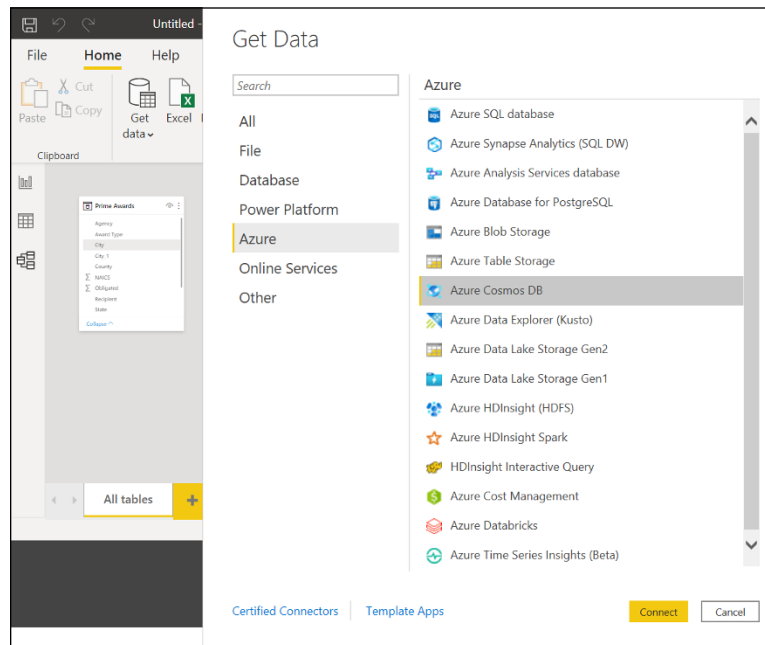 Untitled -
File Home Help
Paste
Cut
Copy
Get data
Excel
Clipboard
Prime Awards
Agency
Award Type
City
City_1
County
NAICS
Obligated
Recipient
State
Collapse
All tables
+
Get Data
Search
All
File
Database
Power Platform
Azure
Online Services
Other
Azure
Azure SQL database
Azure Synapse Analytics (SQL DW)
Azure Analysis Services database
Azure Database for PostgreSQL
Azure Blob Storage
Azure Table Storage
Azure Cosmos DB
Azure Data Explorer (Kusto)
Azure Data Lake Storage Gen2
Azure Data Lake Storage Gen1
Azure HDInsight (HDFS)
Azure HDInsight Spark
HDInsight Interactive Query
Azure Cost Management
Azure Databricks
Azure Time Series Insights (Beta)
Certified Connectors
Template Apps
Connect
Cancel